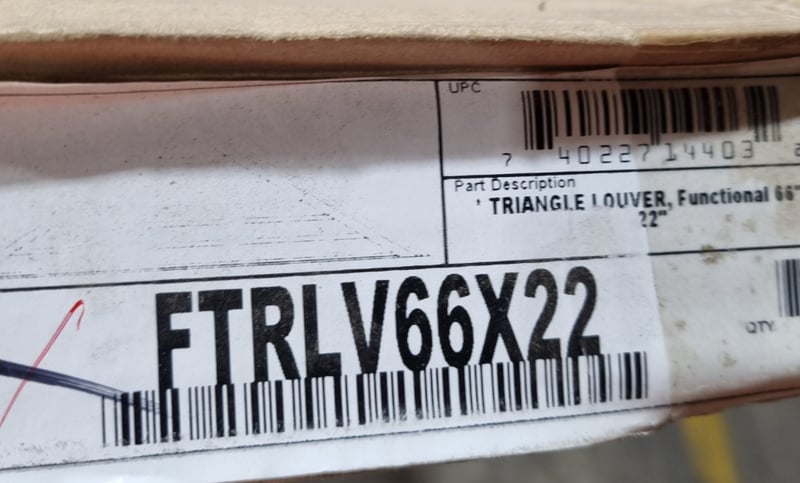 UPC
7 40227 14403
Part Description
' TRIANGLE LOUVER, Functional 66"
22"
FTRLV66X22
QTY